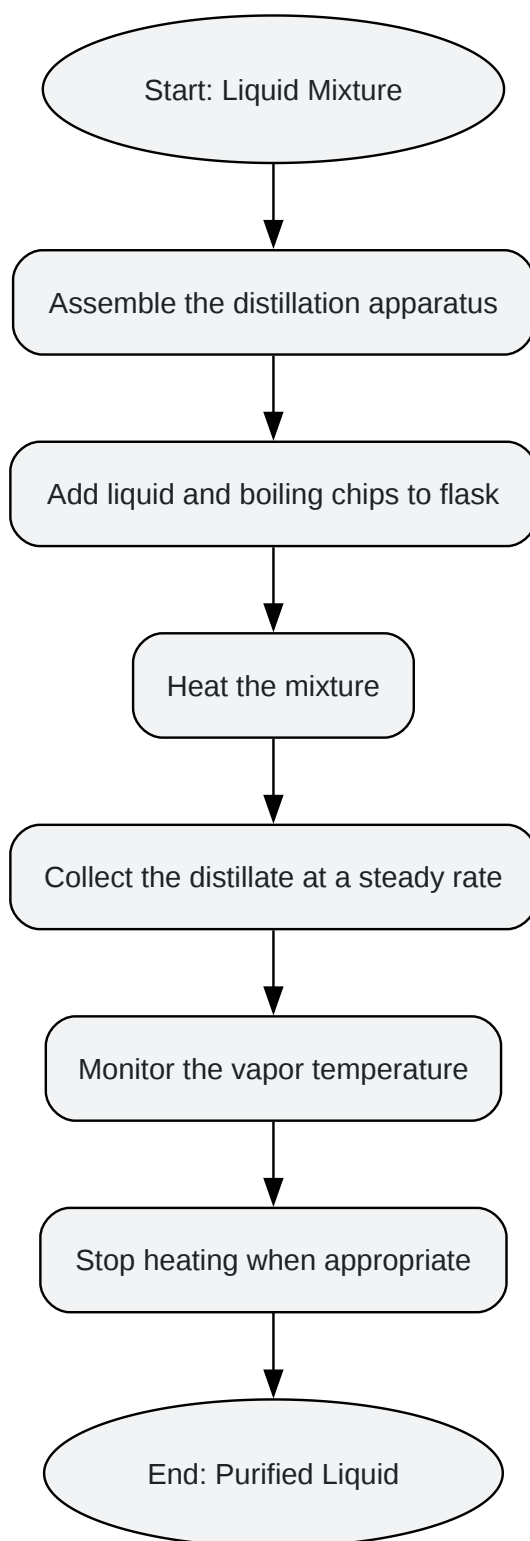 Start: Liquid Mixture
Assemble the distillation apparatus
Add liquid and boiling chips to flask
Heat the mixture
Collect the distillate at a steady rate
Monitor the vapor temperature
Stop heating when appropriate
End: Purified Liquid